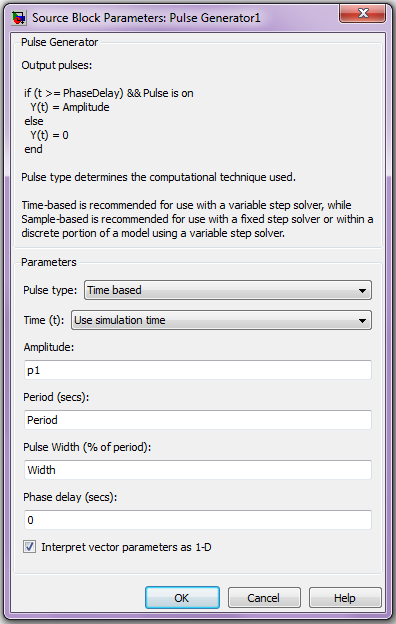 Source Block Parameters: Pulse Generator1
Pulse Generator
Output pulses:
if (t >= PhaseDelay) && Pulse is on
Y(t) = Amplitude
else
Y(t) = 0
end
Pulse type determines the computational technique used.
Time-based is recommended for use with a variable step solver, while
Sample-based is recommended for use with a fixed step solver or within a
discrete portion of a model using a variable step solver.
Parameters
Pulse type: Time based
Time (t): Use simulation time
Amplitude:
p1
Period (secs):
Period
Pulse Width (% of period):
Width
Phase delay (secs):
0
Interpret vector parameters as 1-D
OK Cancel Help